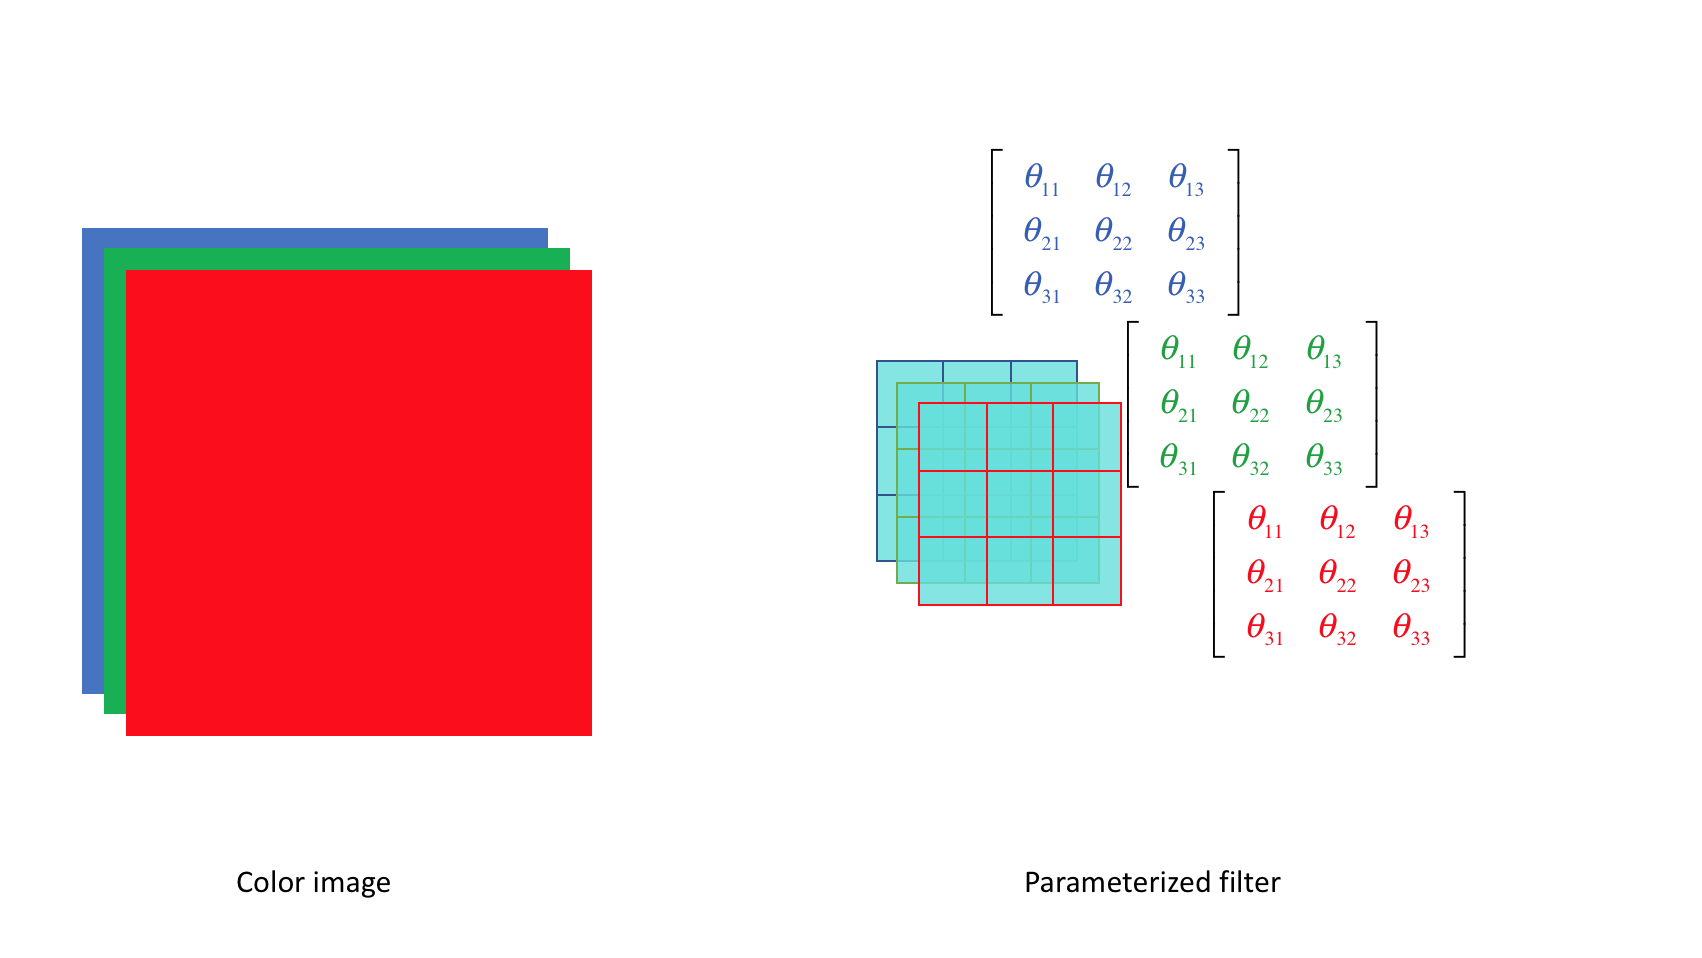 θ₁₁ θ₁₂ θ₁₃
θ₂₁ θ₂₂ θ₂₃
θ₃₁ θ₃₂ θ₃₃
θ₁₁ θ₁₂ θ₁₃
θ₂₁ θ₂₂ θ₂₃
θ₃₁ θ₃₂ θ₃₃
θ₁₁ θ₁₂ θ₁₃
θ₂₁ θ₂₂ θ₂₃
θ₃₁ θ₃₂ θ₃₃
Color image
Parameterized filter